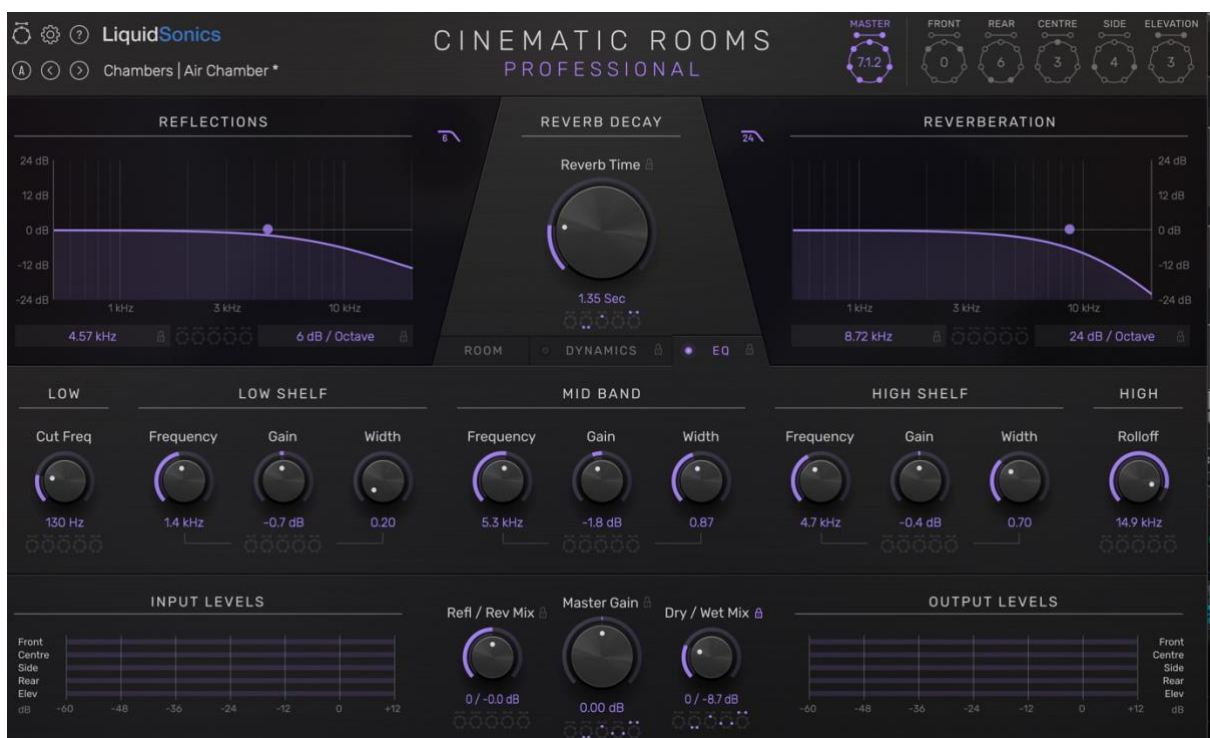 ? LiquidSonics
CINEMATIC ROOMS
PROFESSIONAL
MASTER FRONT REAR CENTRE SIDE ELEVATION
7.1.2 0 6 3 4 3
A Chambers | Air Chamber *
REFLECTIONS
6
REVERB DECAY
24
REVERBERATION
24 dB
12 dB
0 dB
-12 dB
-24 dB
1 kHz 3 kHz 10 kHz
4.57 kHz 6 dB / Octave
Reverb Time
1.35 Sec
24 dB
12 dB
0 dB
-12 dB
-24 dB
1 kHz 3 kHz 10 kHz
8.72 kHz 24 dB / Octave
ROOM DYNAMICS EQ
LOW LOW SHELF MID BAND HIGH SHELF HIGH
Cut Freq Frequency Gain Width Frequency Gain Width Frequency Gain Width Rolloff
130 Hz 1.4 kHz -0.7 dB 0.20 5.3 kHz -1.8 dB 0.87 4.7 kHz -0.4 dB 0.70 14.9 kHz
INPUT LEVELS
Front
Centre
Side
Rear
Elev
dB -60 -48 -36 -24 -12 0 +12
Refl / Rev Mix Master Gain Dry / Wet Mix
0 / -0.0 dB 0.00 dB 0 / -8.7 dB
OUTPUT LEVELS
Front
Centre
Side
Rear
Elev
-60 -48 -36 -24 -12 0 +12 dB